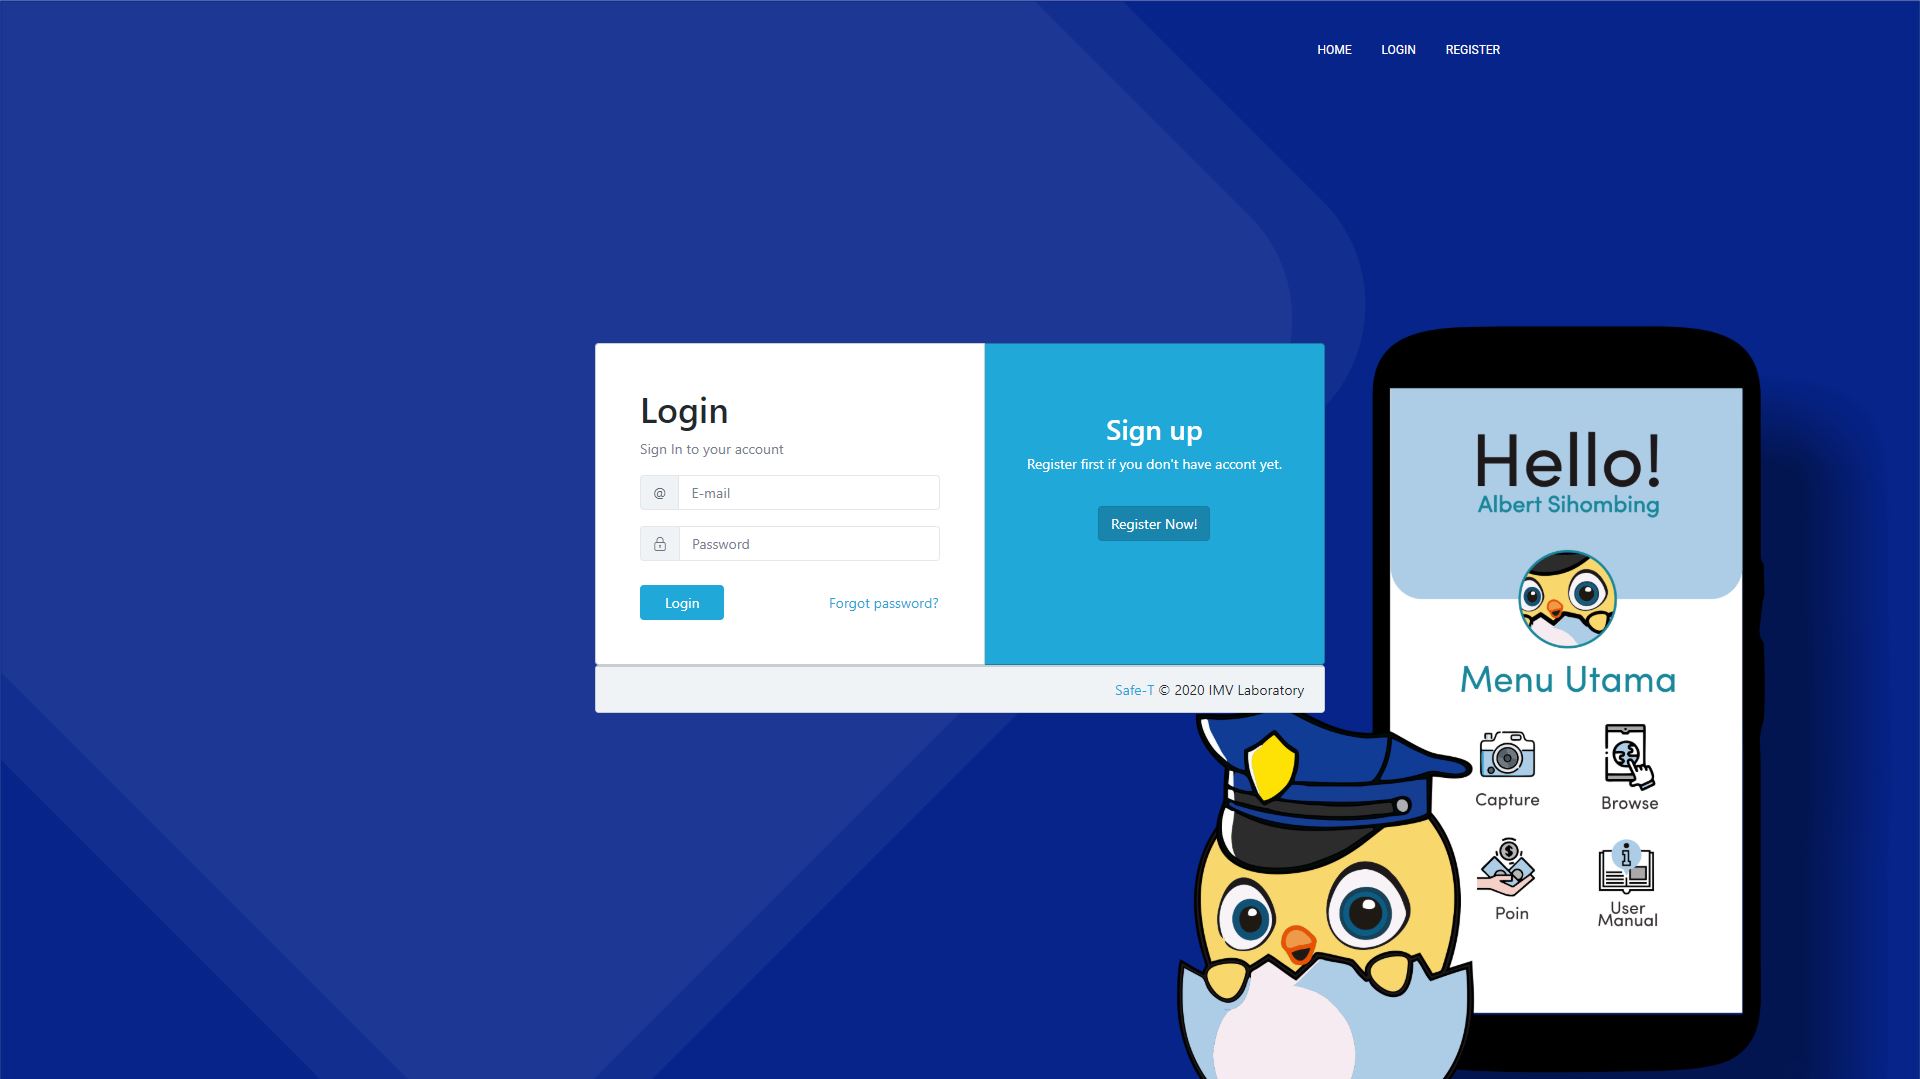 HOME LOGIN REGISTER
Login
Sign In to your account
@ E-mail
Password
Login Forgot password?
Sign up
Register first if you don't have accont yet.
Register Now!
Safe-T © 2020 IMV Laboratory
Hello!
Albert Sihombing
Menu Utama
Capture
Browse
Poin
User
Manual